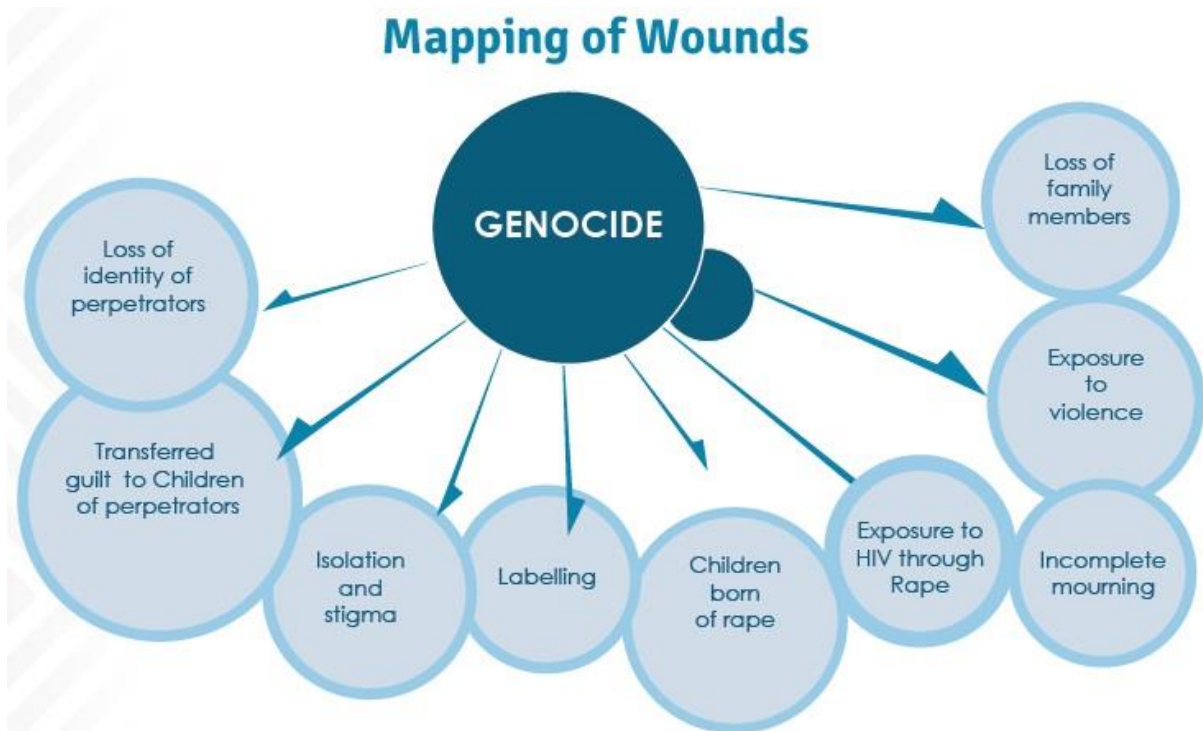 Mapping of Wounds
GENOCIDE
Loss of
family
members
Loss of
identity of
perpetrators
Exposure
to
violence
Transferred
guilt to Children
of perpetrators
Isolation
and
stigma
Labelling
Children
born
of rape
Exposure to
HIV through
Rape
Incomplete
mourning